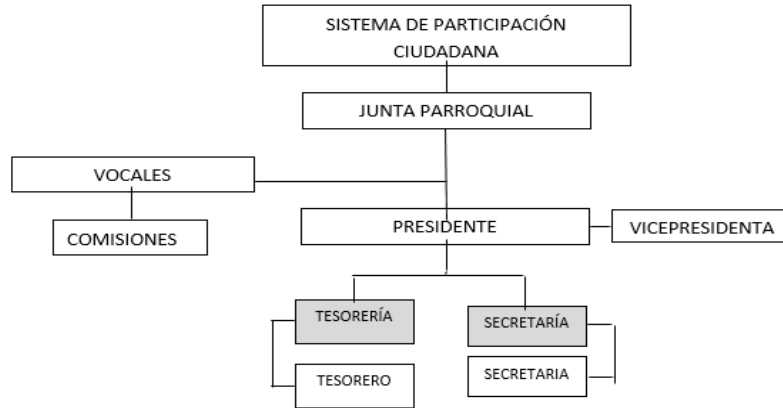 SISTEMA DE PARTICIPACIÓN
CIUDADANA
JUNTA PARROQUIAL
VOCALES
COMISIONES
PRESIDENTE
VICEPRESIDENTA
TESORERÍA
SECRETARÍA
TESORERO
SECRETARIA